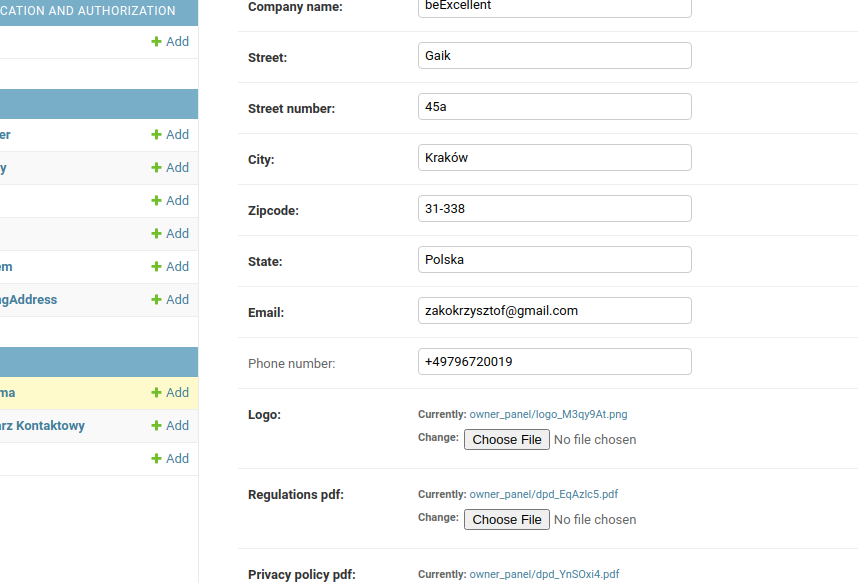 CATION AND AUTHORIZATION
Add
er Add
y Add
Add
Add
em Add
gAddress Add
ma Add
arz Kontaktowy Add
Add
Company name: beExcellent
Street: Gaik
Street number: 45a
City: Kraków
Zipcode: 31-338
State: Polska
Email: zakokrzysztof@gmail.com
Phone number: +49796720019
Logo: Currently: owner_panel/logo_M3qy9At.png
Change: Choose File No file chosen
Regulations pdf: Currently: owner_panel/dpd_EqAzIc5.pdf
Change: Choose File No file chosen
Privacy policy pdf: Currently: owner_panel/dpd_YnSOxi4.pdf